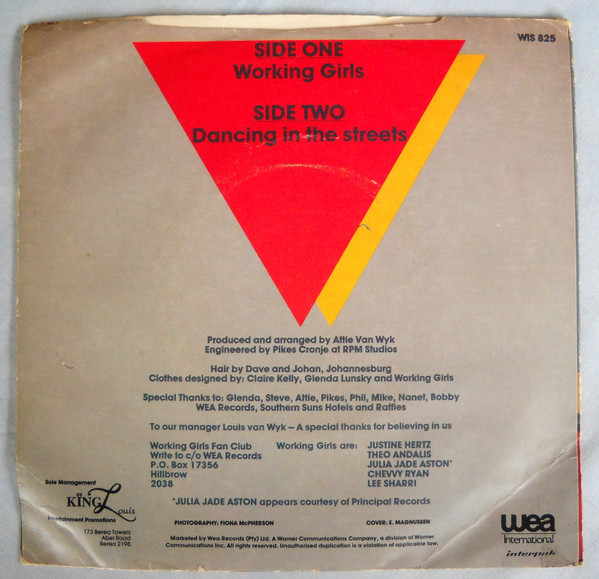 WIS 825
SIDE ONE
Working Girls
SIDE TWO
Dancing in the streets
Produced and arranged by Attie Van Wyk
Engineered by Pikes Cronje at RPM Studios
Hair by Dave and Johan, Johannesburg
Clothes designed by: Claire Kelly, Glenda Lunsky and Working Girls
Special Thanks to: Glenda, Steve, Attie, Pikes, Phil, Mike, Nanet, Bobby
WEA Records, Southern Suns Hotels and Raffles
To our manager Louis van Wyk – A special thanks for believing in us
Working Girls Fan Club
Write to c/o WEA Records
P.O. Box 17356
Hillbrow
2038
Working Girls are: JUSTINE HERTZ
THEO ANDALIS
JULIA JADE ASTON*
CHEVVY RYAN
LEE SHARRI
*JULIA JADE ASTON appears courtesy of Principal Records
Sole Management
KING Louis
Entertainment Promotions
173 Berea Towers
Abel Road
Berea 2198
PHOTOGRAPHY: FIONA McPHERSON
COVER: E. MAGNUSSEN
Marketed by Wea Records (Pty) Ltd. A Warner Communications Company, a division of Warner
Communications Inc. All rights reserved. Unauthorised duplication is a violation of applicable law.
wea
International
interpak